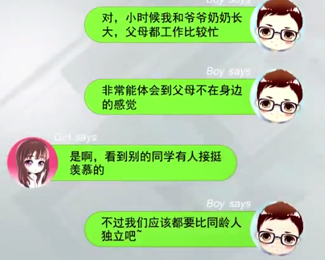 Boy says
对，小时候我和爷爷奶奶长
大，父母都工作比较忙
Boy says
非常能体会到父母不在身边
的感觉
Girl says
是啊，看到别的同学有人接挺
羡慕的
Boy says
不过我们应该都要比同龄人
独立吧~